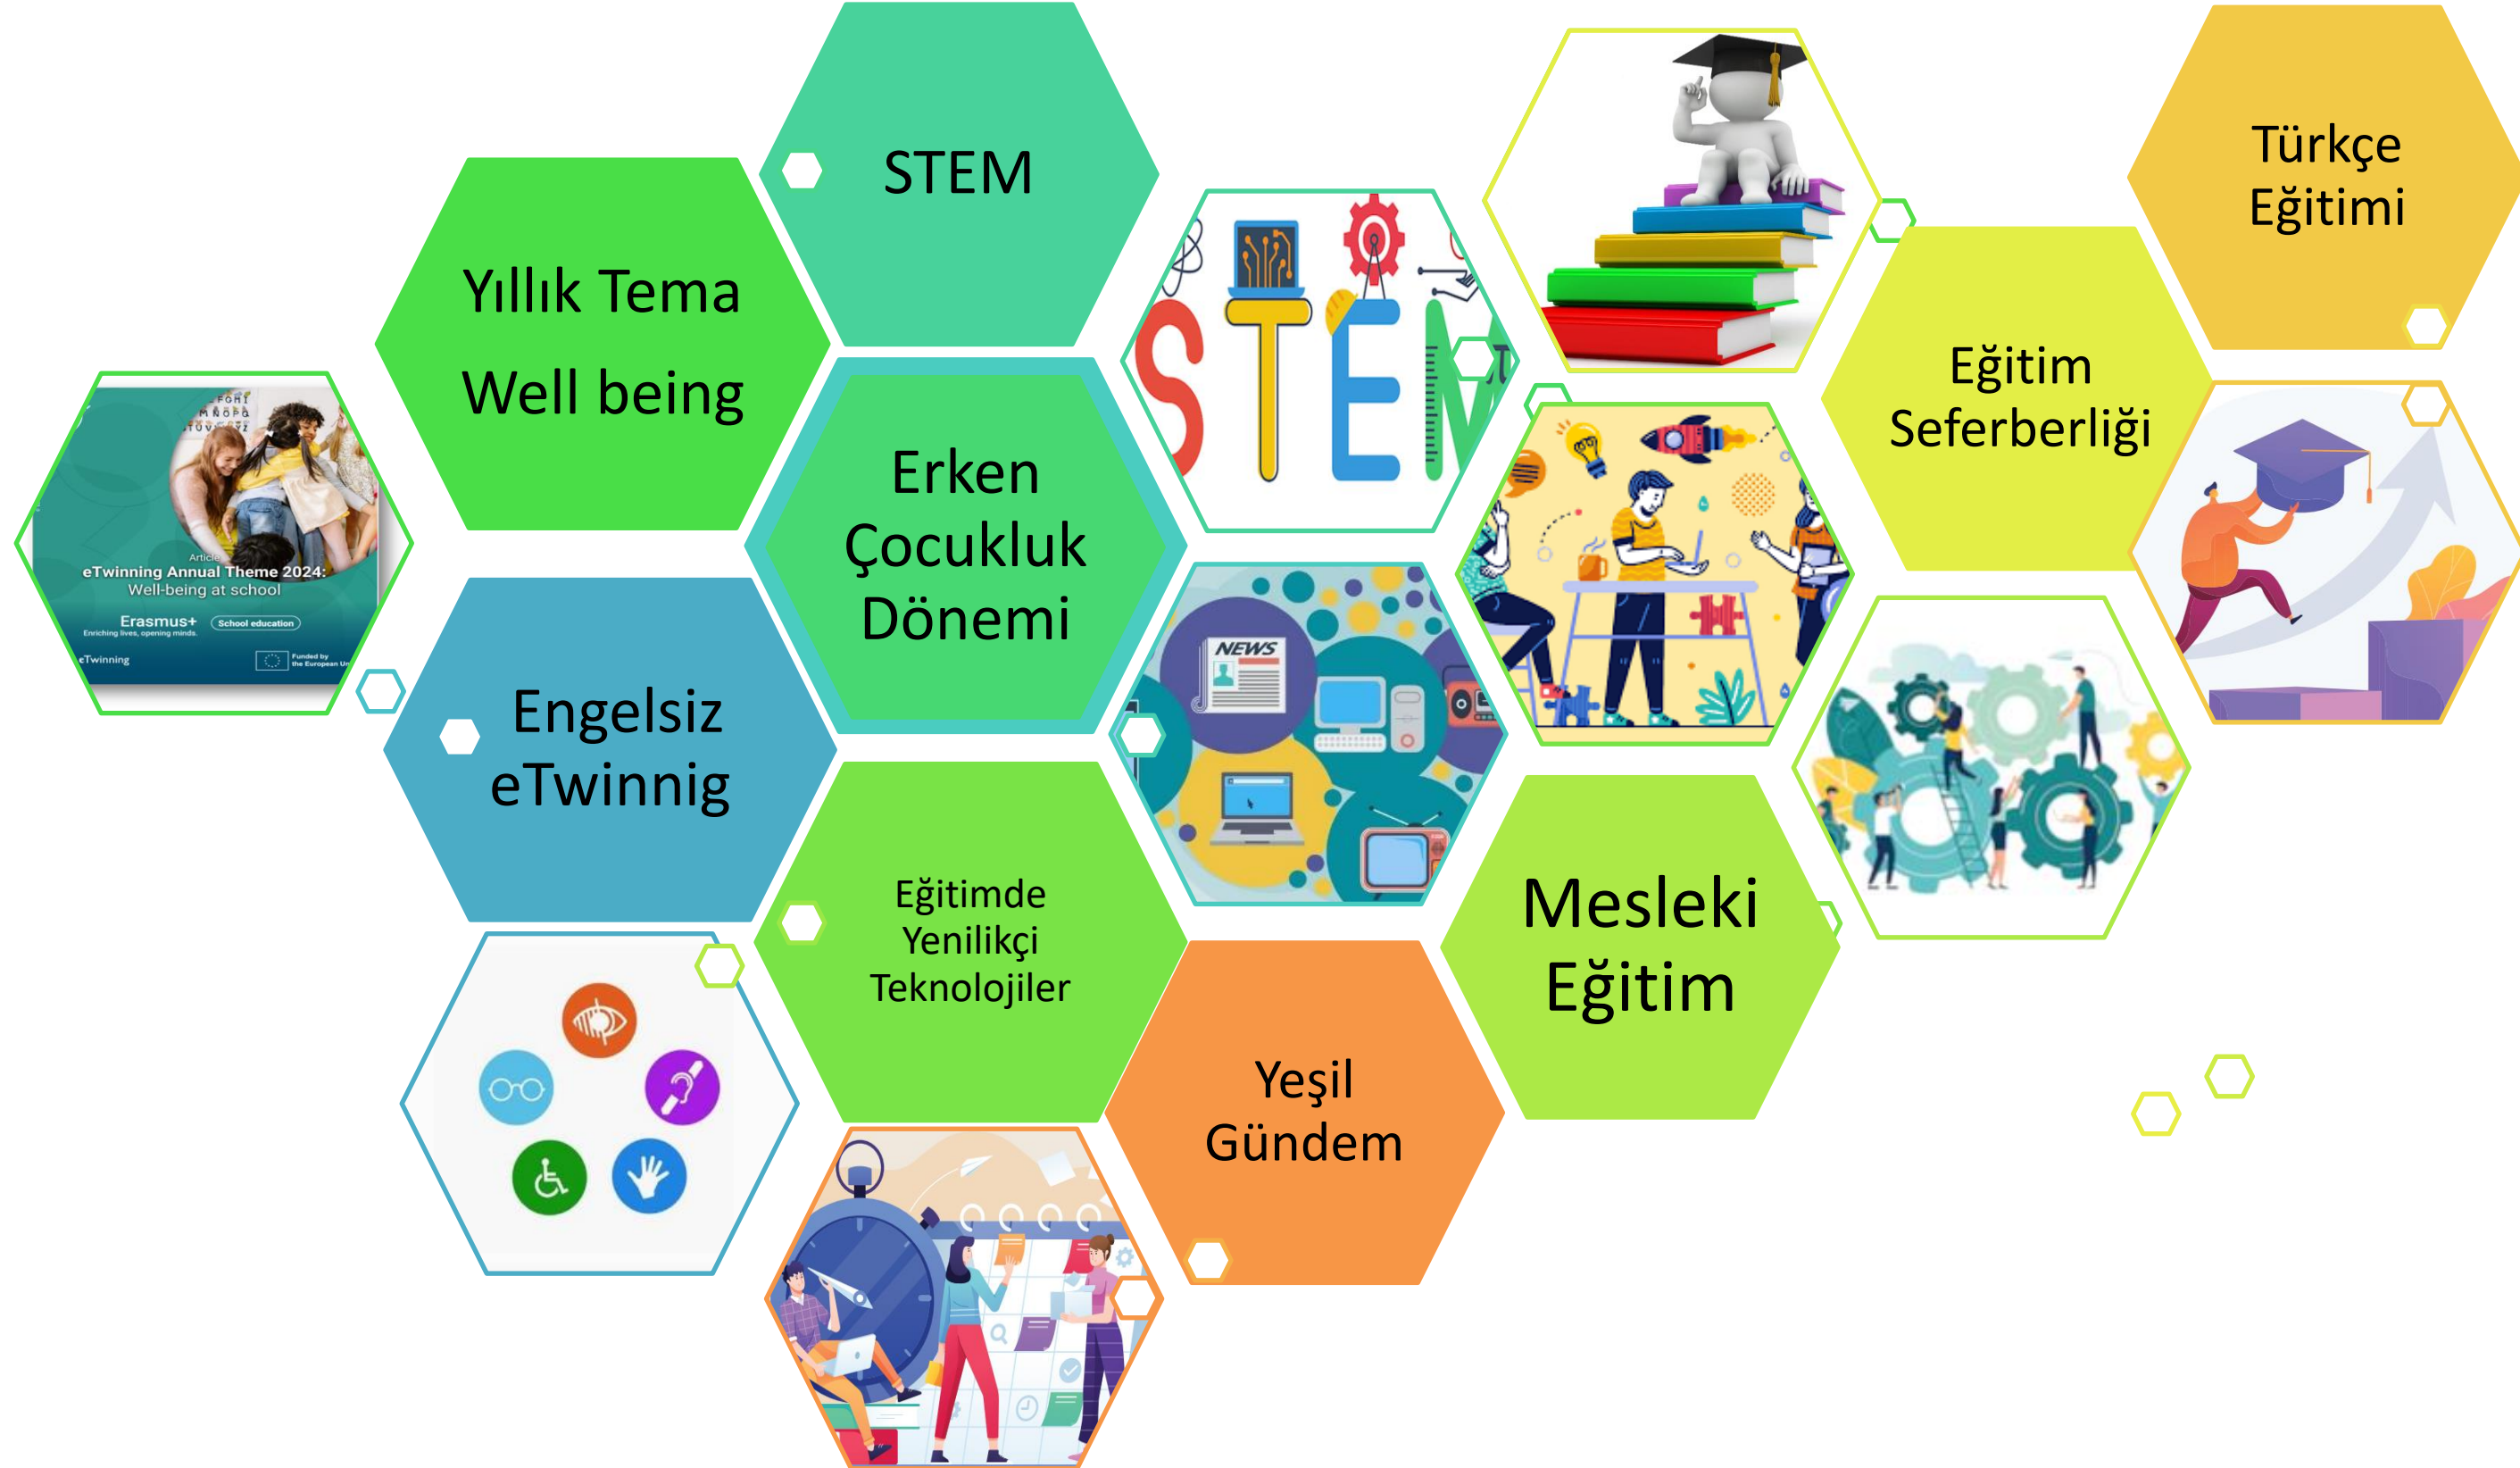 STEM
Türkçe
Eğitimi
Yıllık Tema
Well being
STEM
π
Eğitim
Seferberliği
Erken
Çocukluk
Dönemi
Article
eTwinning Annual Theme 2024:
Well-being at school
Erasmus+
School education
Enriching lives, opening minds.
eTwinning
Funded by
the European Un
NEWS
Engelsiz
eTwinnig
Eğitimde
Yenilikçi
Teknolojiler
Mesleki
Eğitim
Yeşil
Gündem